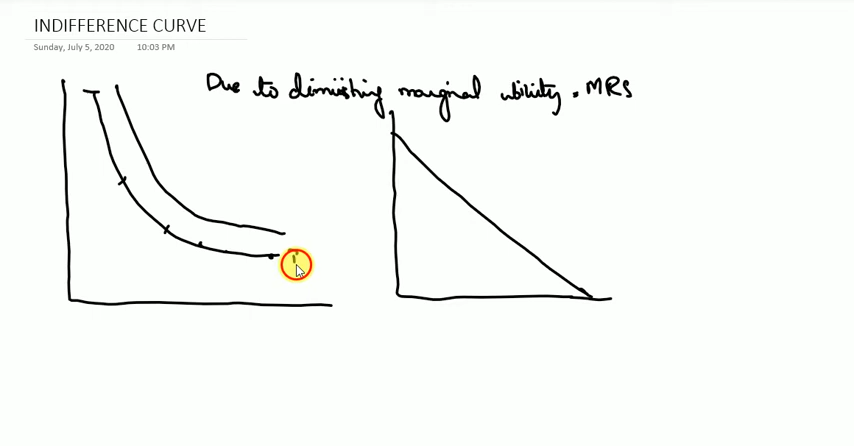 INDIFFERENCE CURVE
Sunday, July 5, 2020 10:03 PM
Due to diminishing marginal utility . MRS